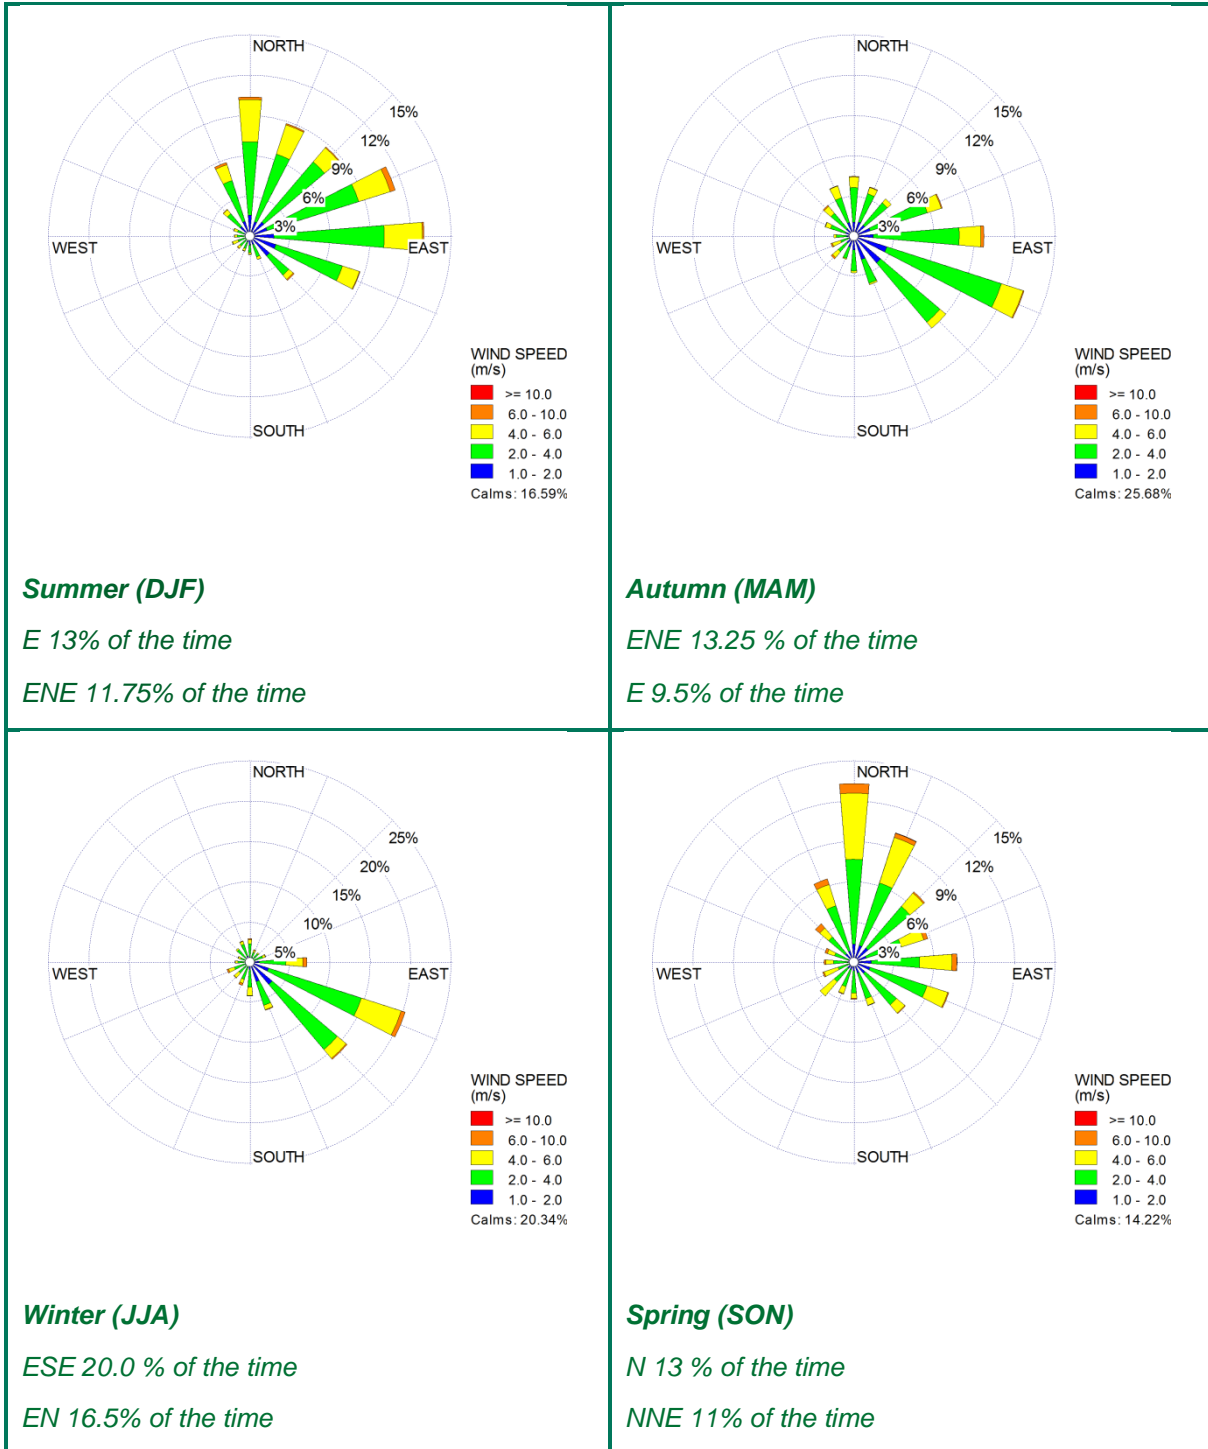 NORTH
15%
12%
9%
6%
3%
WEST
EAST
SOUTH
WIND SPEED
(m/s)
>= 10.0
6.0 - 10.0
4.0 - 6.0
2.0 - 4.0
1.0 - 2.0
Calms: 16.59%
Summer (DJF)
E 13% of the time
ENE 11.75% of the time
NORTH
15%
12%
9%
6%
3%
WEST
EAST
SOUTH
WIND SPEED
(m/s)
>= 10.0
6.0 - 10.0
4.0 - 6.0
2.0 - 4.0
1.0 - 2.0
Calms: 25.68%
Autumn (MAM)
ENE 13.25 % of the time
E 9.5% of the time
NORTH
25%
20%
15%
10%
5%
WEST
EAST
SOUTH
WIND SPEED
(m/s)
>= 10.0
6.0 - 10.0
4.0 - 6.0
2.0 - 4.0
1.0 - 2.0
Calms: 20.34%
Winter (JJA)
ESE 20.0 % of the time
EN 16.5% of the time
NORTH
15%
12%
9%
6%
3%
WEST
EAST
SOUTH
WIND SPEED
(m/s)
>= 10.0
6.0 - 10.0
4.0 - 6.0
2.0 - 4.0
1.0 - 2.0
Calms: 14.22%
Spring (SON)
N 13 % of the time
NNE 11% of the time